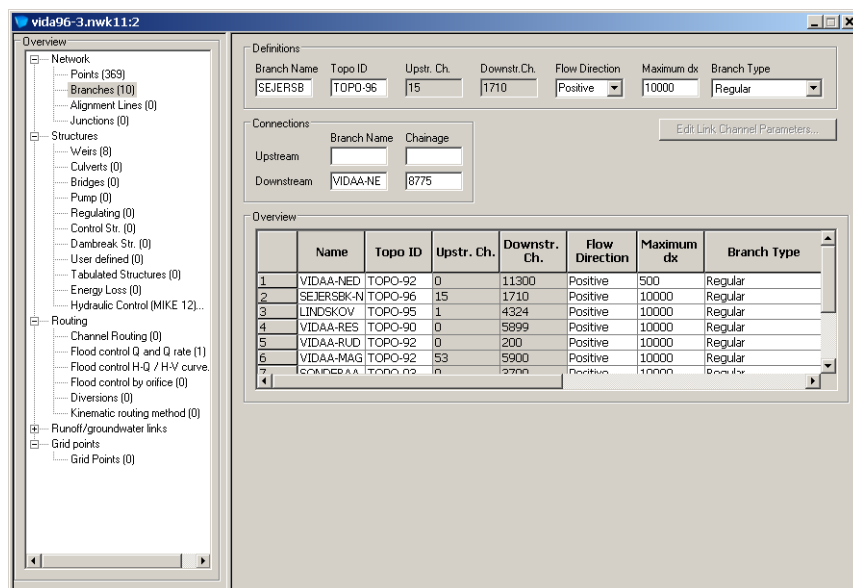 vida96-3.nwk11:2
Overview
Network
Points (369)
Branches (10)
Alignment Lines (0)
Junctions (0)
Structures
Weirs (8)
Culverts (0)
Bridges (0)
Pump (0)
Regulating (0)
Control Str. (0)
Dambreak Str. (0)
User defined (0)
Tabulated Structures (0)
Energy Loss (0)
Hydraulic Control (MIKE 12)...
Routing
Channel Routing (0)
Flood control Q and Q rate (1)
Flood control H-Q / H-V curve.
Flood control by orifice (0)
Diversions (0)
Kinematic routing method (0)
Runoff/groundwater links
Grid points
Grid Points (0)
Definitions
Branch Name Topo ID Upstr. Ch. Downstr.Ch. Flow Direction Maximum dx Branch Type
SEJERSB TOPO-96 15 1710 Positive 10000 Regular
Connections
Branch Name Chainage
Upstream
Downstream VIDAA-NE 8775
Edit Link Channel Parameters...
Overview
Name Topo ID Upstr. Ch. Downstr. Ch. Flow Direction Maximum dx Branch Type
1 VIDAA-NED TOPO-92 0 11300 Positive 500 Regular
2 SEJERSBK-N TOPO-96 15 1710 Positive 10000 Regular
3 LINDSKOV TOPO-95 1 4324 Positive 10000 Regular
4 VIDAA-RES TOPO-90 0 5899 Positive 10000 Regular
5 VIDAA-RUD TOPO-92 0 200 Positive 10000 Regular
6 VIDAA-MAG TOPO-92 53 5900 Positive 10000 Regular
7 SONDERAA TOPO-93 0 3700 Positive 10000 Regular